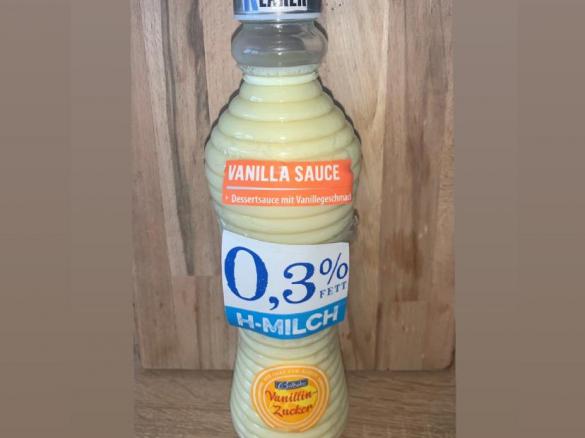 VANILLA SAUCE
Dessertsauce mit Vanillegeschmack
0,3%
FETT
H-MILCH
Vanillin-
Zucker